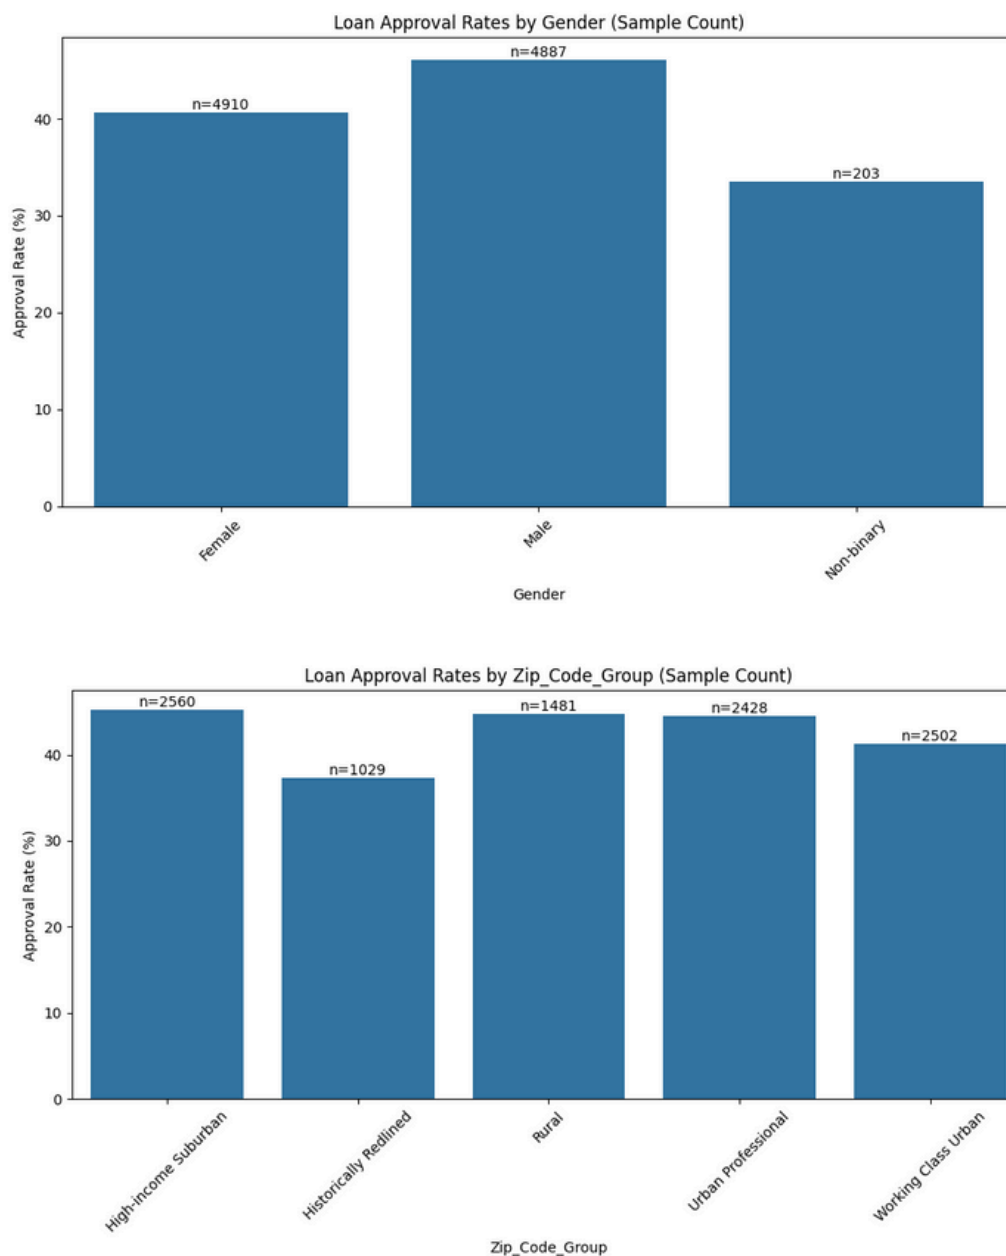 Loan Approval Rates by Gender (Sample Count)
n=4887
n=4910
n=203
40
30
20
10
0
Approval Rate (%)
Female
Male
Non-binary
Gender
Loan Approval Rates by Zip_Code_Group (Sample Count)
n=2560
n=1481
n=2428
n=2502
n=1029
40
30
20
10
0
Approval Rate (%)
High-income Suburban
Historically Redlined
Rural
Urban Professional
Working Class Urban
Zip_Code_Group